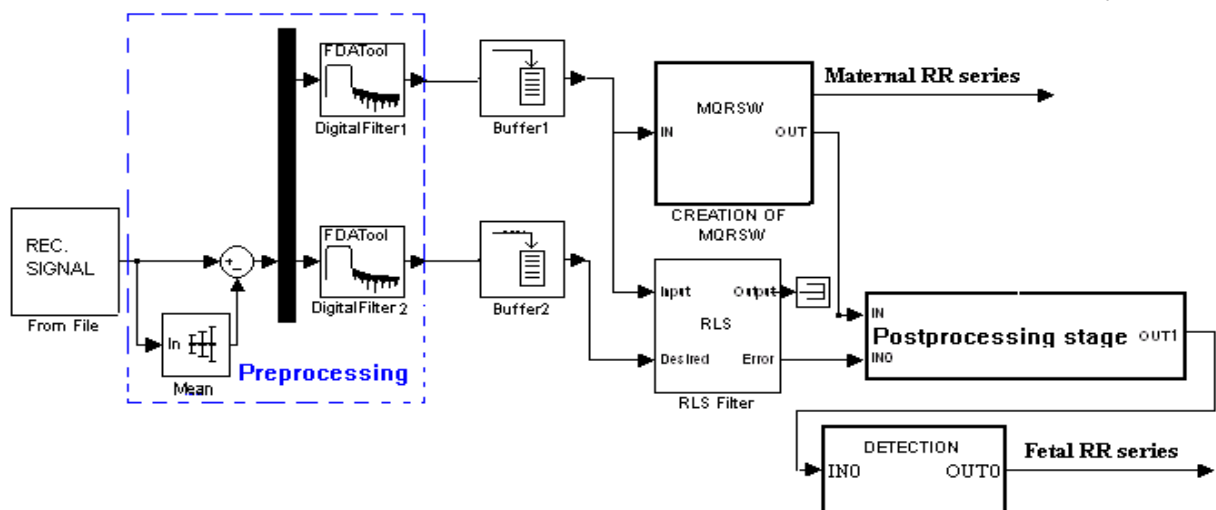 FDATool
DigitalFilter1
Buffer1
MQRSW
IN
OUT
CREATION OF
MQRSW
Maternal RR series
REC.
SIGNAL
From File
+
-
In
Mean
FDATool
DigitalFilter2
Preprocessing
Buffer2
Input
Output
RLS
Desired
Error
RLS Filter
IN
Postprocessing stage
OUT1
IN0
DETECTION
IN0
OUT0
Fetal RR series